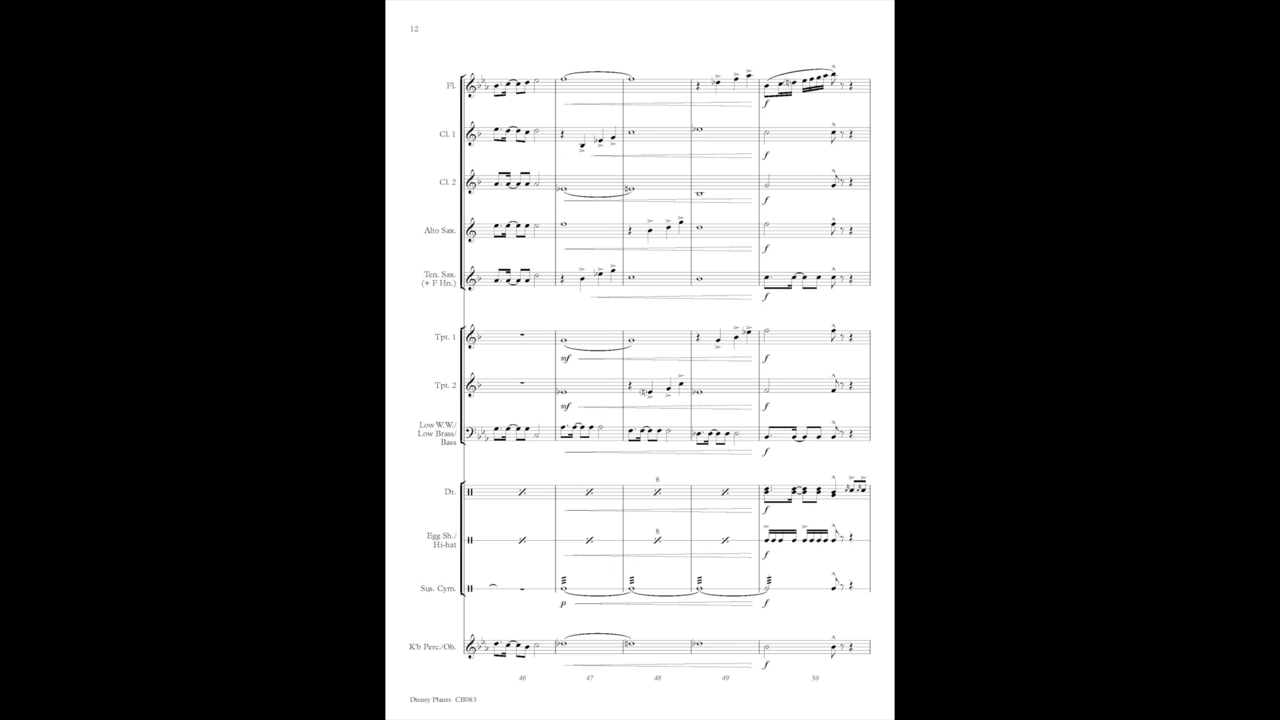 12
Fl.
f
Cl. 1
f
Cl. 2
f
Alto Sax.
f
Ten. Sax.
(+ F Hn.)
f
Tpt. 1
mf
f
Tpt. 2
mf
f
Low W.W./
Low Brass/
Bass
f
8
Dr.
f
8
Egg Sh./
Hi-hat
f
Sus. Cym.
p
f
K'b Perc./Ob.
f
46 47 48 49 50
Disney Planes CB083